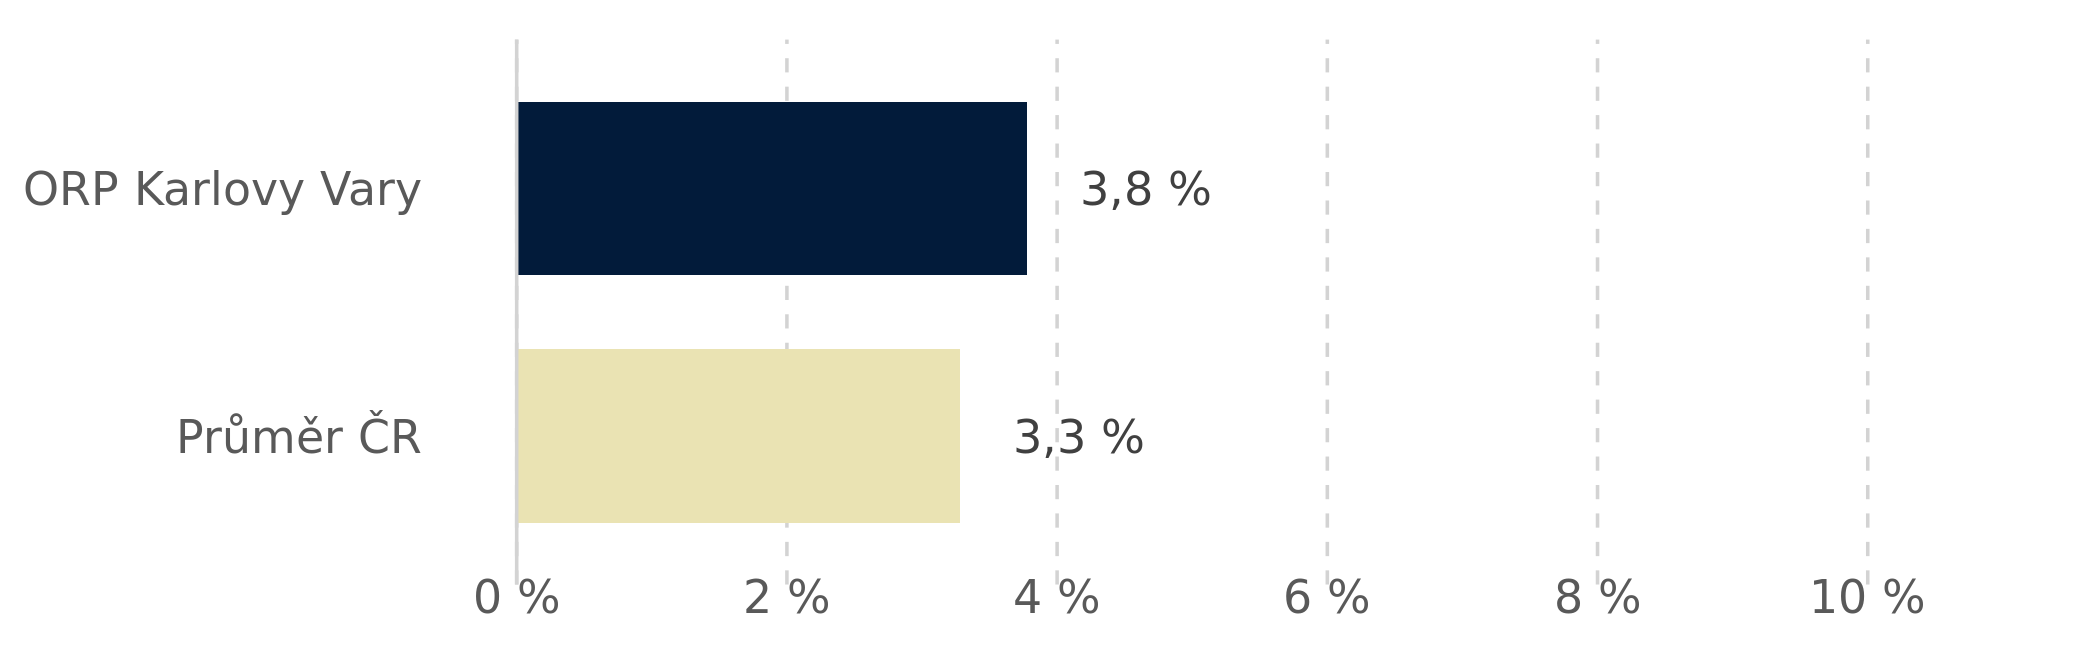 ORP Karlovy Vary
3,8 %
Průměr ČR
3,3 %
0 % 2 % 4 % 6 % 8 % 10 %